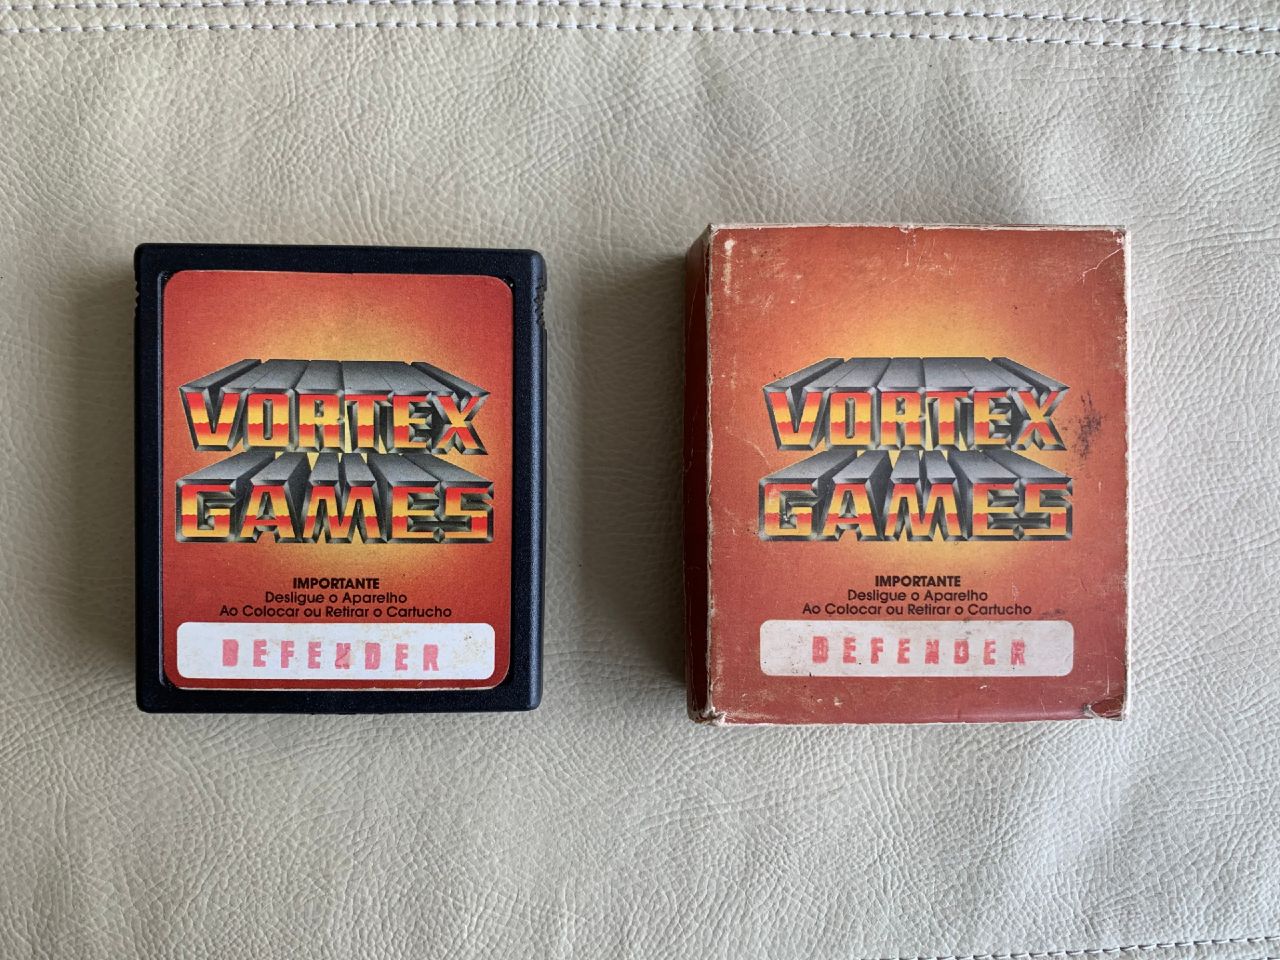 VORTEX
GAMES
IMPORTANTE
Desligue o Aparelho
Ao Colocar ou Retirar o Cartucho
DEFENDER
VORTEX
GAMES
IMPORTANTE
Desligue o Aparelho
Ao Colocar ou Retirar o Cartucho
DEFENDER